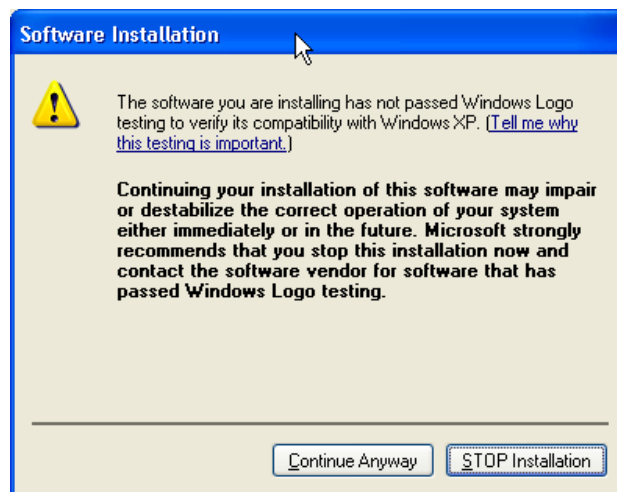 Software Installation
The software you are installing has not passed Windows Logo
testing to verify its compatibility with Windows XP. (Tell me why
this testing is important.)
Continuing your installation of this software may impair
or destabilize the correct operation of your system
either immediately or in the future. Microsoft strongly
recommends that you stop this installation now and
contact the software vendor for software that has
passed Windows Logo testing.
Continue Anyway
STOP Installation